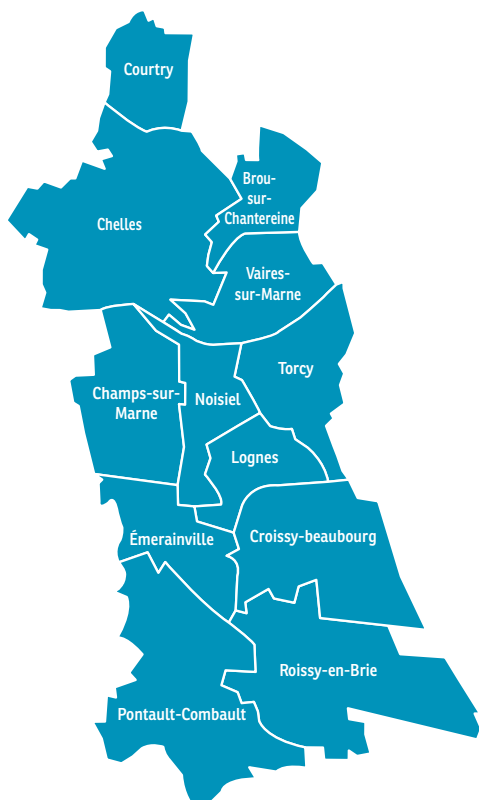 Courtry
Brou-
sur-
Chantereine
Chelles
Vaires-
sur-Marne
Torcy
Champs-sur-
Marne
Noisiel
Lognes
Émerainville
Croissy-beaubourg
Roissy-en-Brie
Pontault-Combault